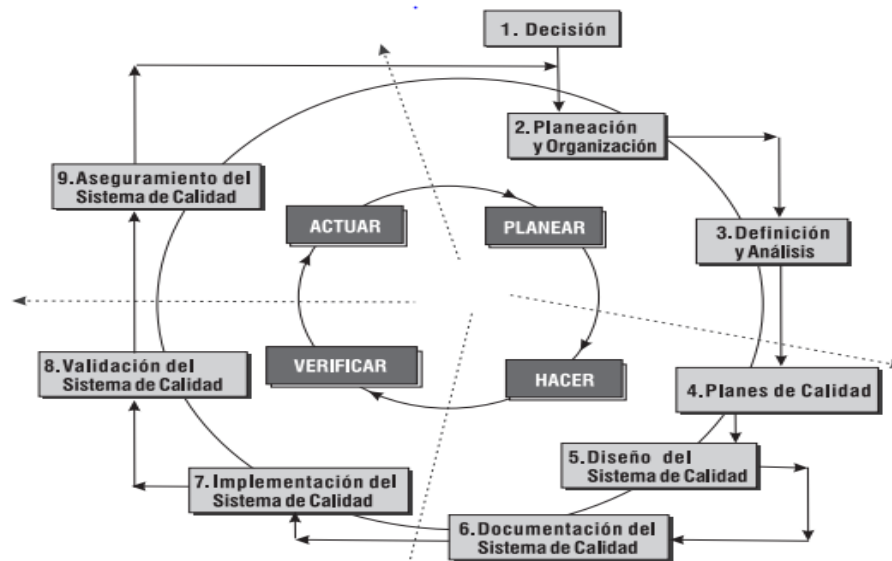 1. Decisión
2. Planeación
y Organización
3. Definición
y Análisis
4. Planes de Calidad
5. Diseño del
Sistema de Calidad
6. Documentación del
Sistema de Calidad
7. Implementación del
Sistema de Calidad
8. Validación del
Sistema de Calidad
9. Aseguramiento del
Sistema de Calidad
ACTUAR
PLANEAR
HACER
VERIFICAR